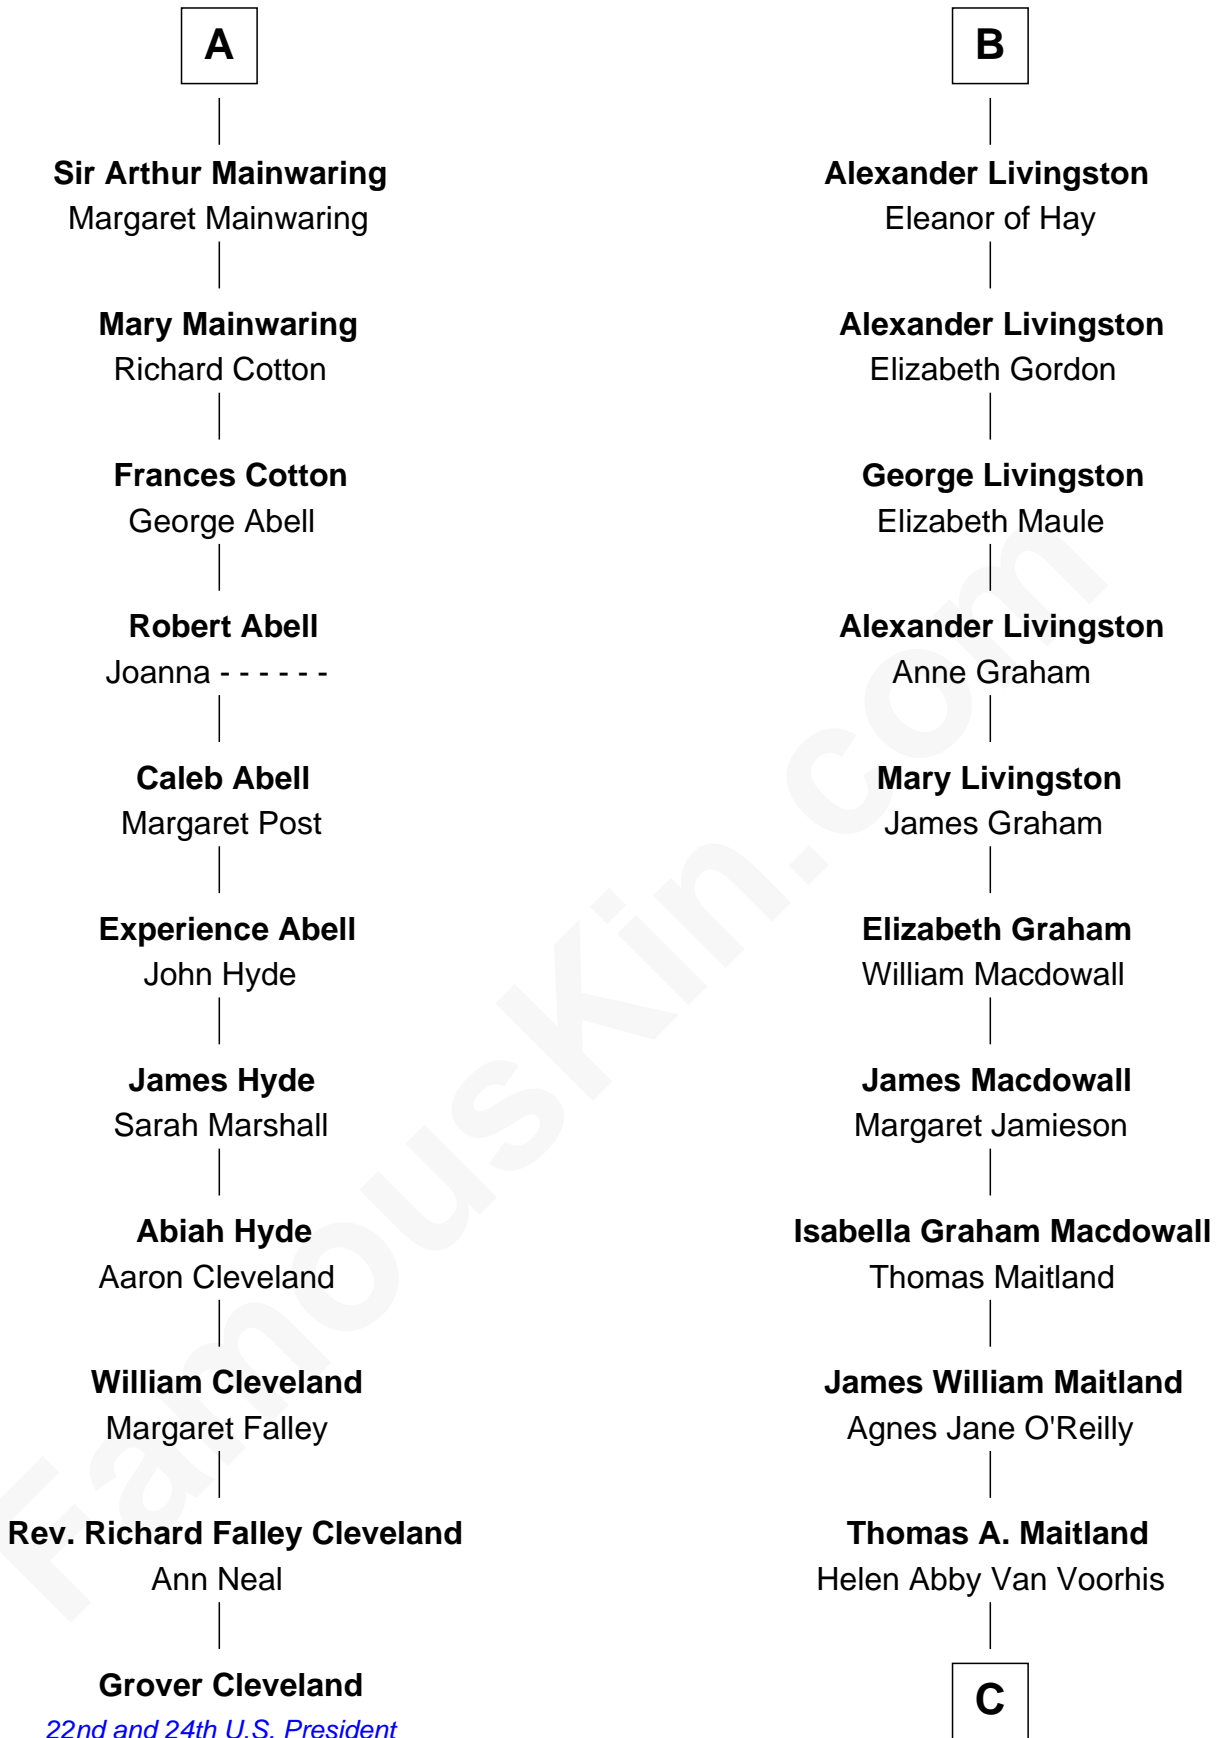 A
Sir Arthur Mainwaring
Margaret Mainwaring
Mary Mainwaring
Richard Cotton
Frances Cotton
George Abell
Robert Abell
Joanna - - - - - -
Caleb Abell
Margaret Post
Experience Abell
John Hyde
James Hyde
Sarah Marshall
Abiah Hyde
Aaron Cleveland
William Cleveland
Margaret Falley
Rev. Richard Falley Cleveland
Ann Neal
Grover Cleveland
22nd and 24th U.S. President
B
Alexander Livingston
Eleanor of Hay
Alexander Livingston
Elizabeth Gordon
George Livingston
Elizabeth Maule
Alexander Livingston
Anne Graham
Mary Livingston
James Graham
Elizabeth Graham
William Macdowall
James Macdowall
Margaret Jamieson
Isabella Graham Macdowall
Thomas Maitland
James William Maitland
Agnes Jane O'Reilly
Thomas A. Maitland
Helen Abby Van Voorhis
C
FamousKin.com